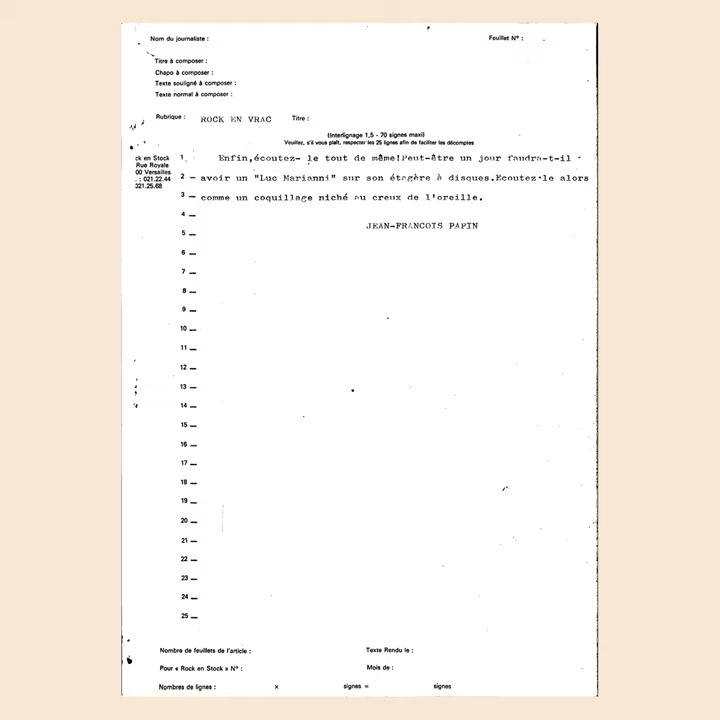 Nom du journaliste : Feuillet N° :
Titre à composer :
Chapo à composer :
Texte souligné à composer :
Texte normal à composer :
Rubrique : ROCK EN VRAC Titre :
(Interlignage 1,5 - 70 signes maxi)
Veuillez, s'il vous plaît, respecter les 25 lignes afin de faciliter les décomptes
ck en Stock
Rue Royale
00 Versailles
. : 021.22.44
021.25.68
1 Enfin,écoutez- le tout de même!Peut-être un jour faudra-t-il
2 — avoir un "Luc Marianni" sur son étagère à disques.Ecoutez-le alors
3 — comme un coquillage niché au creux de l'oreille.
4 —
JEAN-FRANCOIS PAPIN
5 —
6 —
7 —
8 —
9 —
10 —
11 —
12 —
13 —
14 —
15 —
16 —
17 —
18 —
19 —
20 —
21 —
22 —
23 —
24 —
25 —
Nombre de feuillets de l'article : Texte Rendu le :
Pour « Rock en Stock » N° : Mois de :
Nombres de lignes : x signes = signes